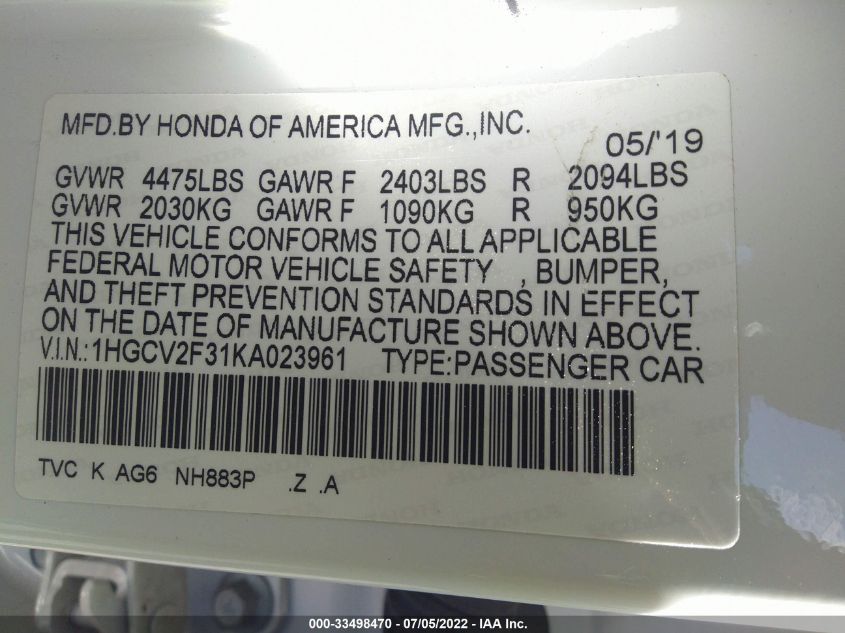 MFD.BY HONDA OF AMERICA MFG.,INC.
05/'19
GVWR 4475LBS GAWR F 2403LBS R 2094LBS
GVWR 2030KG GAWR F 1090KG R 950KG
THIS VEHICLE CONFORMS TO ALL APPLICABLE
FEDERAL MOTOR VEHICLE SAFETY , BUMPER,
AND THEFT PREVENTION STANDARDS IN EFFECT
ON THE DATE OF MANUFACTURE SHOWN ABOVE.
V.I.N.:1HGCV2F31KA023961 TYPE:PASSENGER CAR
TVC K AG6 NH883P .Z .A
000-33498470 - 07/05/2022 - IAA Inc.